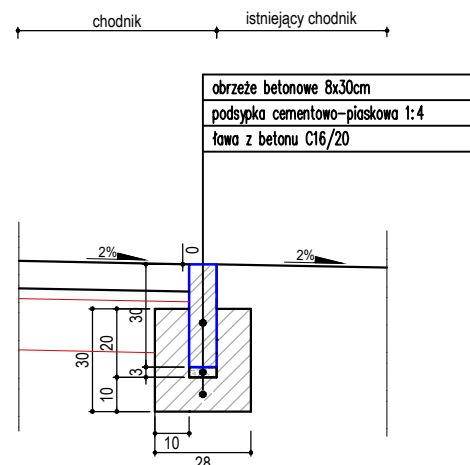 chodnik
istniejący chodnik
obrzeże betonowe 8x30cm
podsypka cementowo-piaskowa 1:4
ława z betonu C16/20
2%
0
2%
30
30
20
3
10
10
28